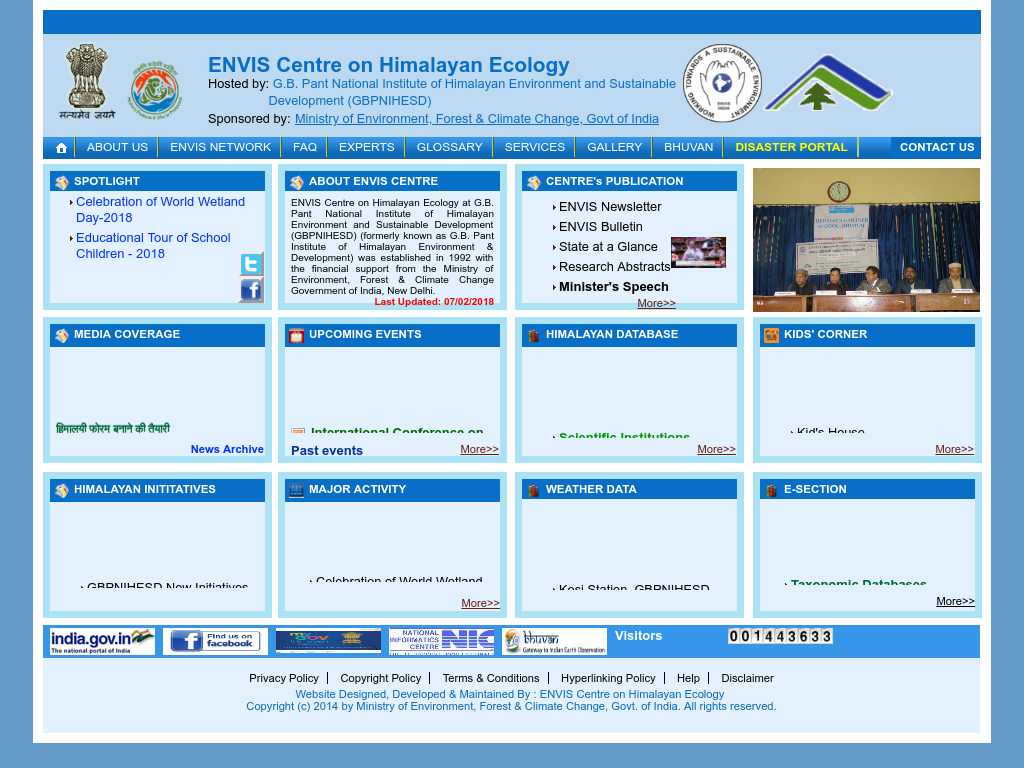 ENVIS Centre on Himalayan Ecology
Hosted by: G.B. Pant National Institute of Himalayan Environment and Sustainable
Development (GBPNIHESD)
Sponsored by: Ministry of Environment, Forest & Climate Change, Govt of India
सत्यमेव जयते
WORKING TOWARDS A SUSTAINABLE ENVIRONMENT
ENVIS
INDIA
ABOUT US ENVIS NETWORK FAQ EXPERTS GLOSSARY SERVICES GALLERY BHUVAN DISASTER PORTAL CONTACT US
SPOTLIGHT
Celebration of World Wetland
Day-2018
Educational Tour of School
Children - 2018
ABOUT ENVIS CENTRE
ENVIS Centre on Himalayan Ecology at G.B.
Pant National Institute of Himalayan
Environment and Sustainable Development
(GBPNIHESD) (formerly known as G.B. Pant
Institute of Himalayan Environment &
Development) was established in 1992 with
the financial support from the Ministry of
Environment, Forest & Climate Change
Government of India, New Delhi.
Last Updated: 07/02/2018
CENTRE's PUBLICATION
ENVIS Newsletter
ENVIS Bulletin
State at a Glance
Research Abstracts
Minister's Speech
More>>
MEDIA COVERAGE
हिमालयी फोरम बनाने की तैयारी
News Archive
UPCOMING EVENTS
International Conference on
Past events
More>>
HIMALAYAN DATABASE
Scientific Institutions
More>>
KIDS' CORNER
Kid's House
More>>
HIMALAYAN INITITATIVES
GBPNIHESD New Initiatives
MAJOR ACTIVITY
Celebration of World Wetland
More>>
WEATHER DATA
Kosi Station, GBPNIHESD
E-SECTION
Taxonomic Databases
More>>
india.gov.in
The national portal of India
Find us on
facebook
NATIONAL
INFORMATICS
CENTRE
NIC
bhuvan
Gateway to Indian Earth Observation
Visitors
001443633
Privacy Policy Copyright Policy Terms & Conditions Hyperlinking Policy Help Disclaimer
Website Designed, Developed & Maintained By : ENVIS Centre on Himalayan Ecology
Copyright (c) 2014 by Ministry of Environment, Forest & Climate Change, Govt. of India. All rights reserved.